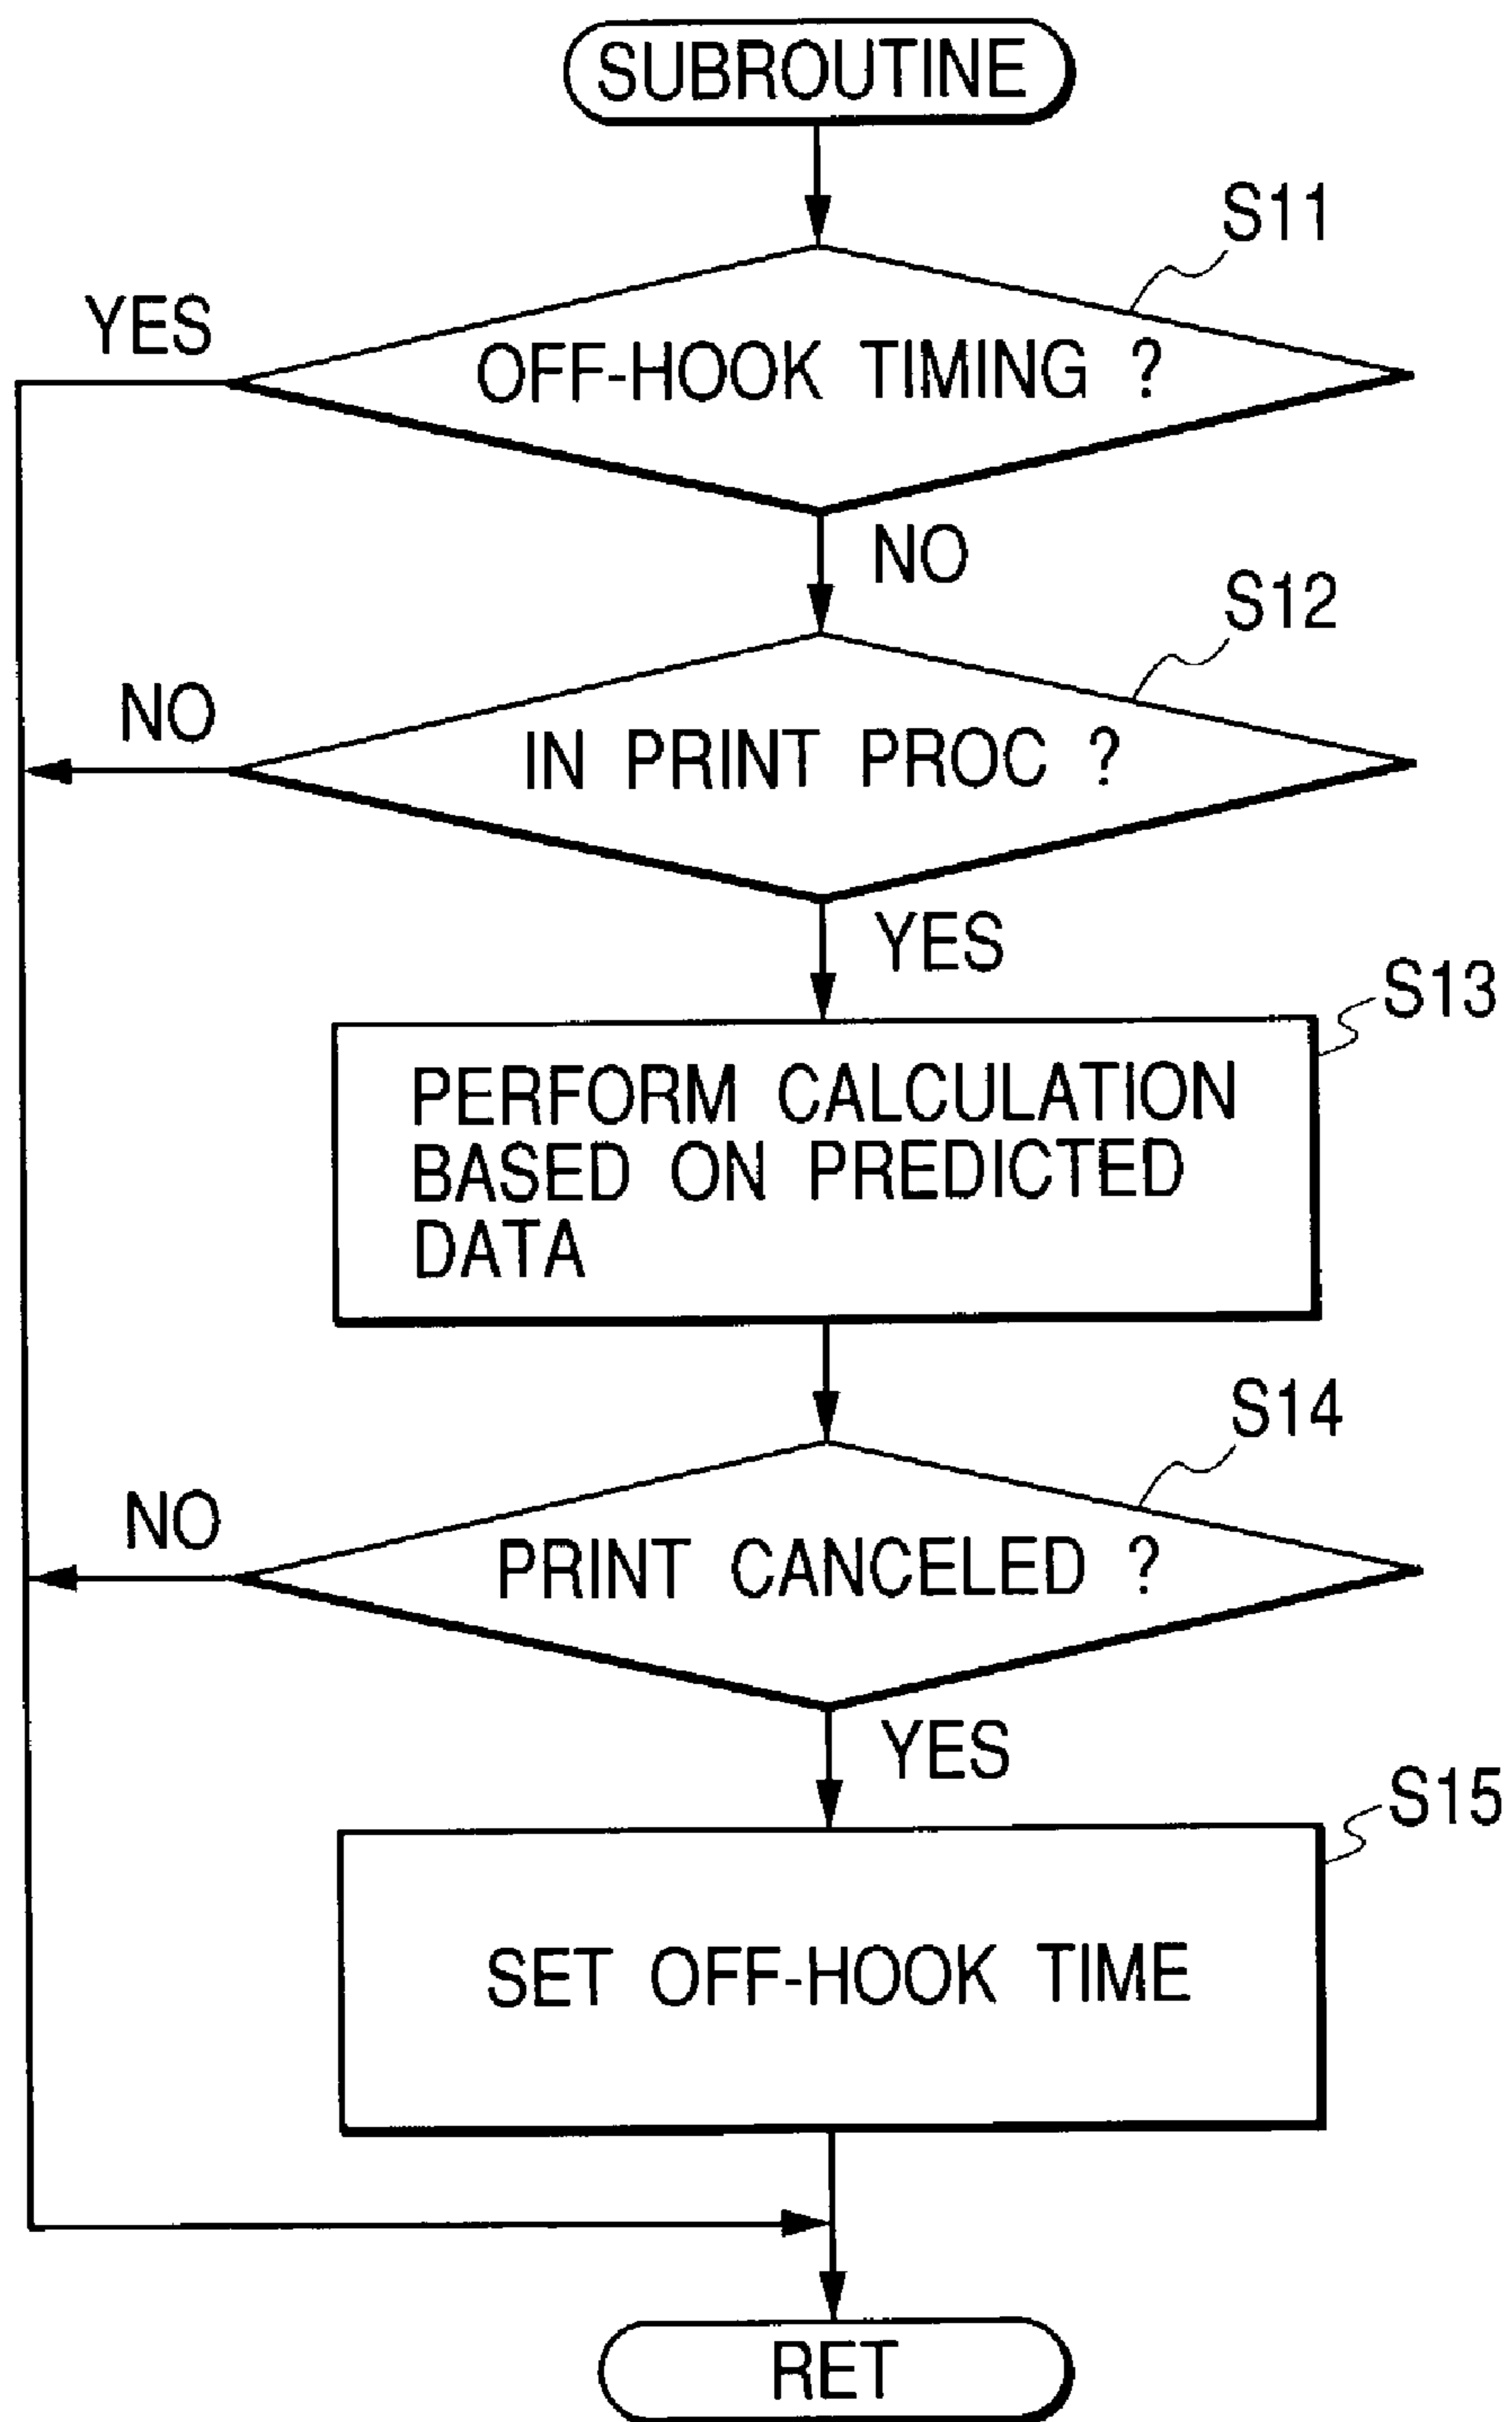 SUBROUTINE
S11
YES
OFF-HOOK TIMING ?
NO
S12
NO
IN PRINT PROC ?
YES
S13
PERFORM CALCULATION
BASED ON PREDICTED
DATA
S14
NO
PRINT CANCELED ?
YES
S15
SET OFF-HOOK TIME
RET